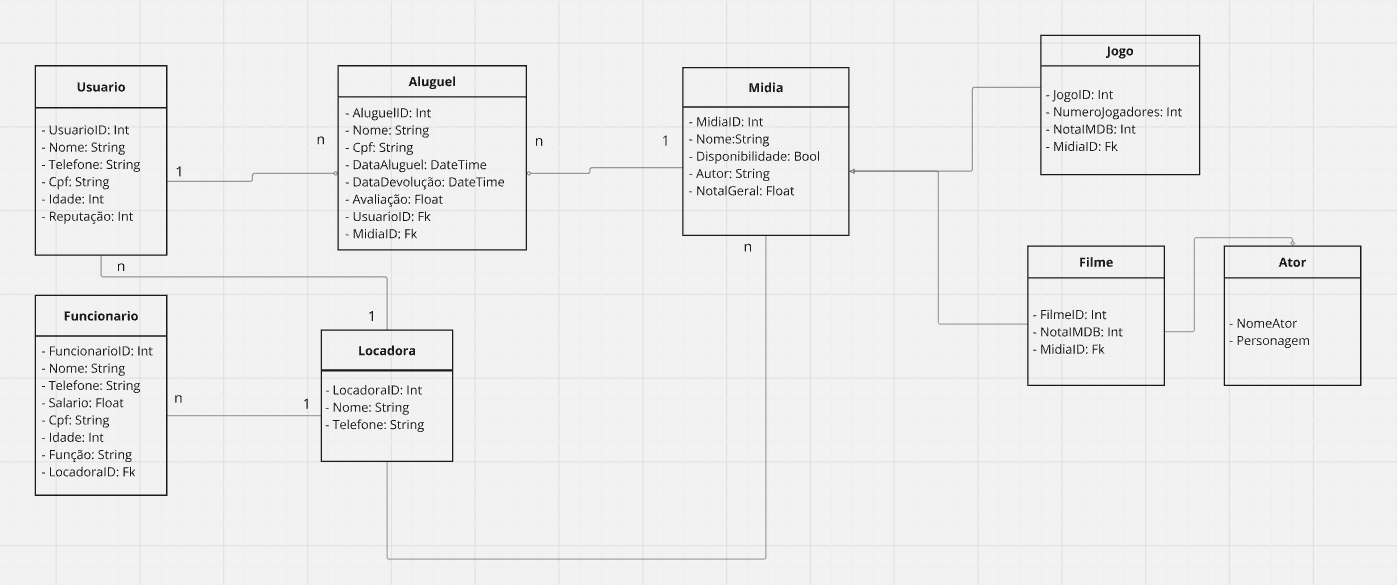 Usuario
- UsuarioID: Int
- Nome: String
- Telefone: String
- Cpf: String
- Idade: Int
- Reputação: Int
1
n
n
Aluguel
- AluguelID: Int
- Nome: String
- Cpf: String
- DataAluguel: DateTime
- DataDevolução: DateTime
- Avaliação: Float
- UsuarioID: Fk
- MidiaID: Fk
n
1
Midia
- MidiaID: Int
- Nome:String
- Disponibilidade: Bool
- Autor: String
- NotalGeral: Float
n
Jogo
- JogoID: Int
- NumeroJogadores: Int
- NotaIMDB: Int
- MidiaID: Fk
Filme
- FilmeID: Int
- NotaIMDB: Int
- MidiaID: Fk
Ator
- NomeAtor
- Personagem
Funcionario
- FuncionarioID: Int
- Nome: String
- Telefone: String
- Salario: Float
- Cpf: String
- Idade: Int
- Função: String
- LocadoraID: Fk
n
1
1
Locadora
- LocadoraID: Int
- Nome: String
- Telefone: String